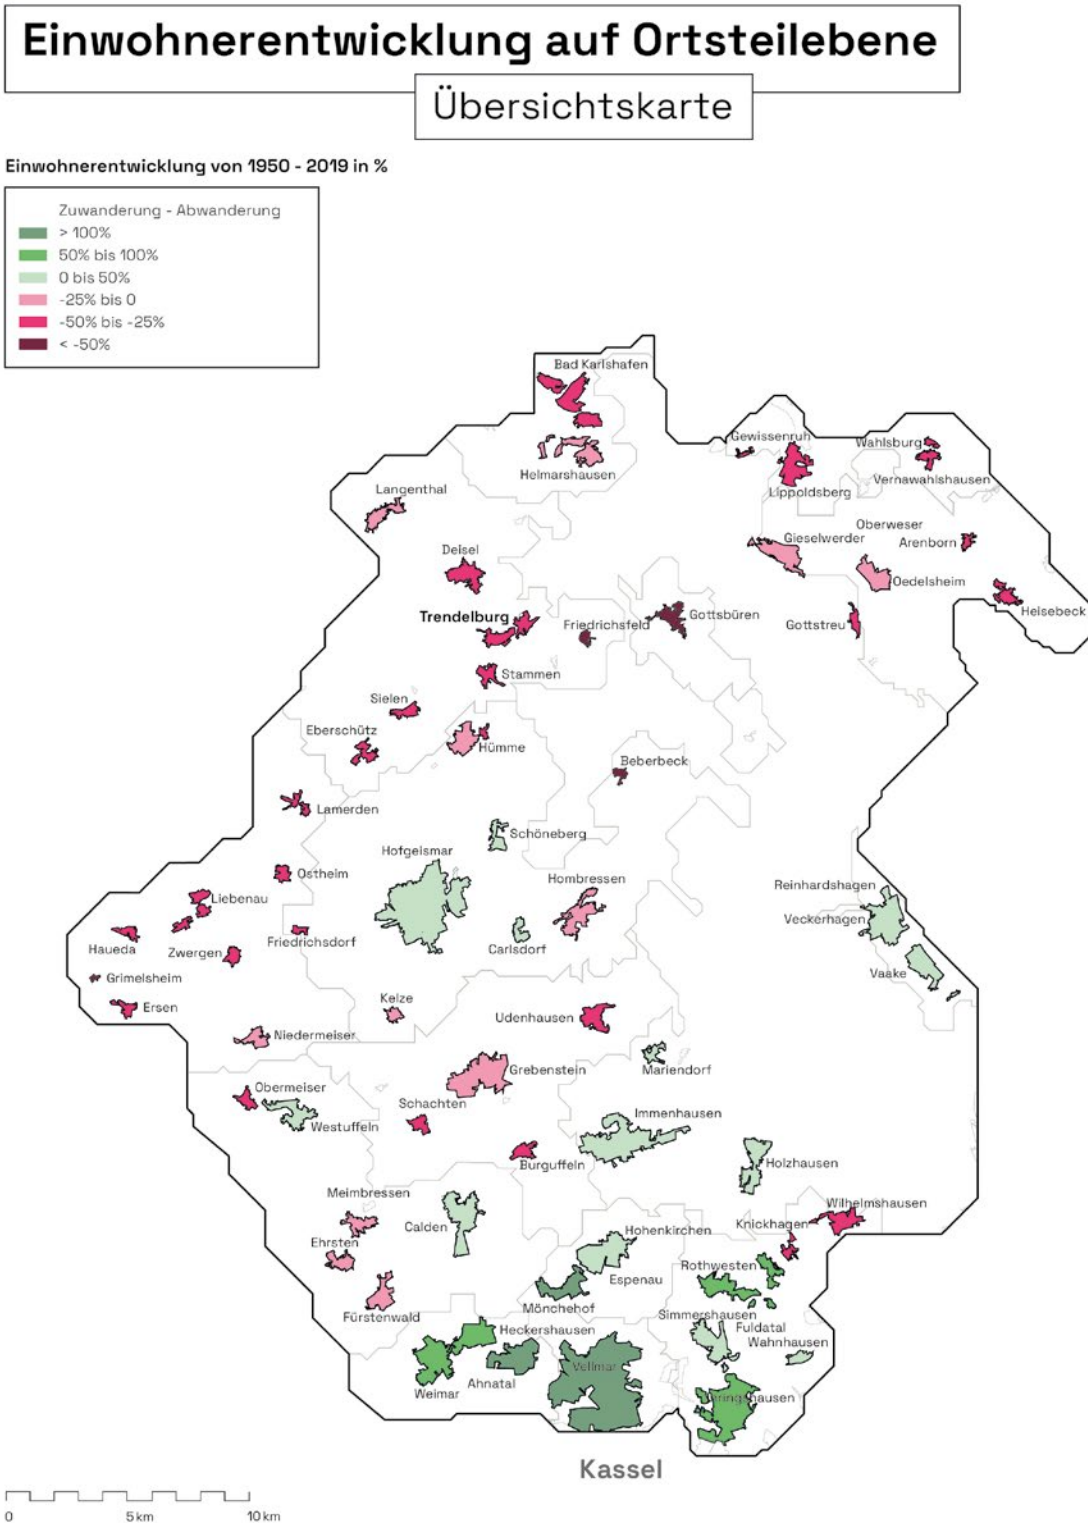 Einwohnerentwicklung auf Ortsteilebene
Übersichtskarte
Einwohnerentwicklung von 1950 - 2019 in %
Zuwanderung - Abwanderung
> 100%
50% bis 100%
0 bis 50%
-25% bis 0
-50% bis -25%
< -50%
Bad Karlshafen
Helmarshausen
Gewissenruh
Lippoldsberg
Wahlsburg
Vernawahlshausen
Langenthal
Oberweser
Gieselwerder
Arenborn
Deisel
Oedelsheim
Heisebeck
Trendelburg
Friedrichsfeld
Gottsbüren
Gottstreu
Stammen
Sielen
Eberschütz
Hümme
Beberbeck
Lamerden
Schöneberg
Hofgeismar
Ostheim
Hombressen
Reinhardshagen
Liebenau
Veckerhagen
Haueda
Zwergen
Friedrichsdorf
Carlsdorf
Grimelsheim
Vaake
Kelze
Ersen
Udenhausen
Niedermeiser
Grebenstein
Mariendorf
Obermeiser
Schachten
Westuffeln
Immenhausen
Burguffeln
Holzhausen
Meimbressen
Wilhelmshausen
Calden
Knickhagen
Ehrsten
Hohenkirchen
Rothwesten
Espenau
Mönchehof
Fürstenwald
Simmershausen
Heckershausen
Fuldatal
Wahnhausen
Vellmar
Ahnatal
Weimar
Kassel
0
5 km
10 km